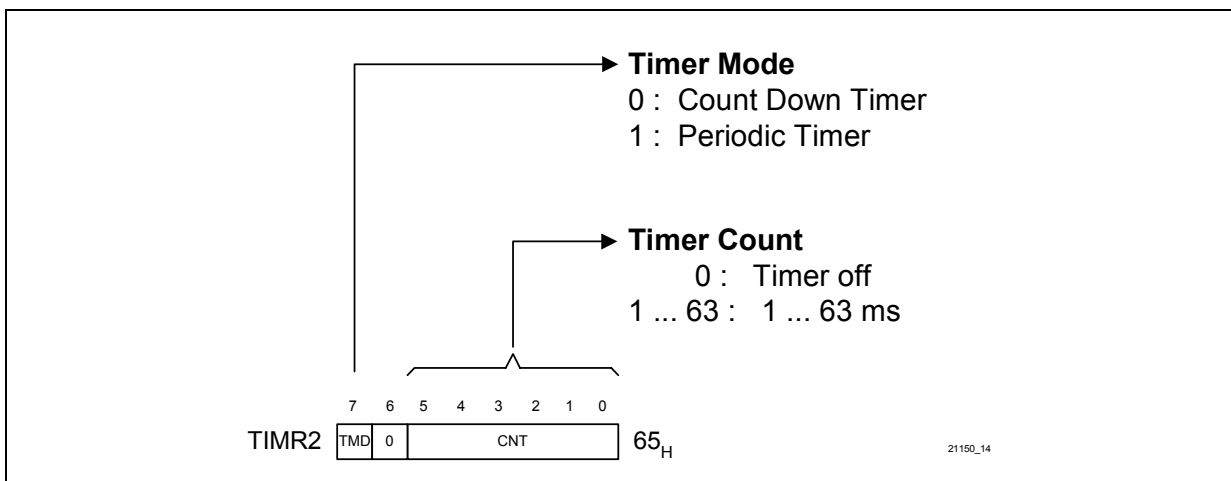 Timer Mode
0 : Count Down Timer
1 : Periodic Timer
Timer Count
0 : Timer off
1 ... 63 : 1 ... 63 ms
7 6 5 4 3 2 1 0
TIMR2 TMD 0 CNT 65H
21150_14